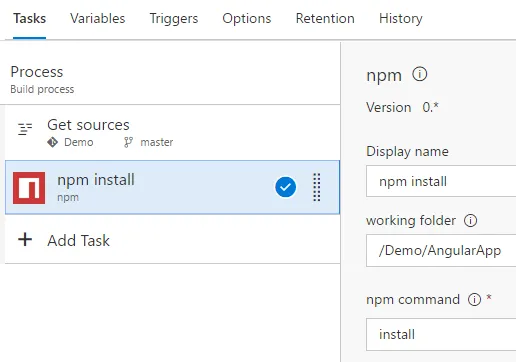 Tasks Variables Triggers Options Retention History
Process
Build process
Get sources
Demo master
npm install
npm
Add Task
npm
Version 0.*
Display name
npm install
working folder
/Demo/AngularApp
npm command *
install